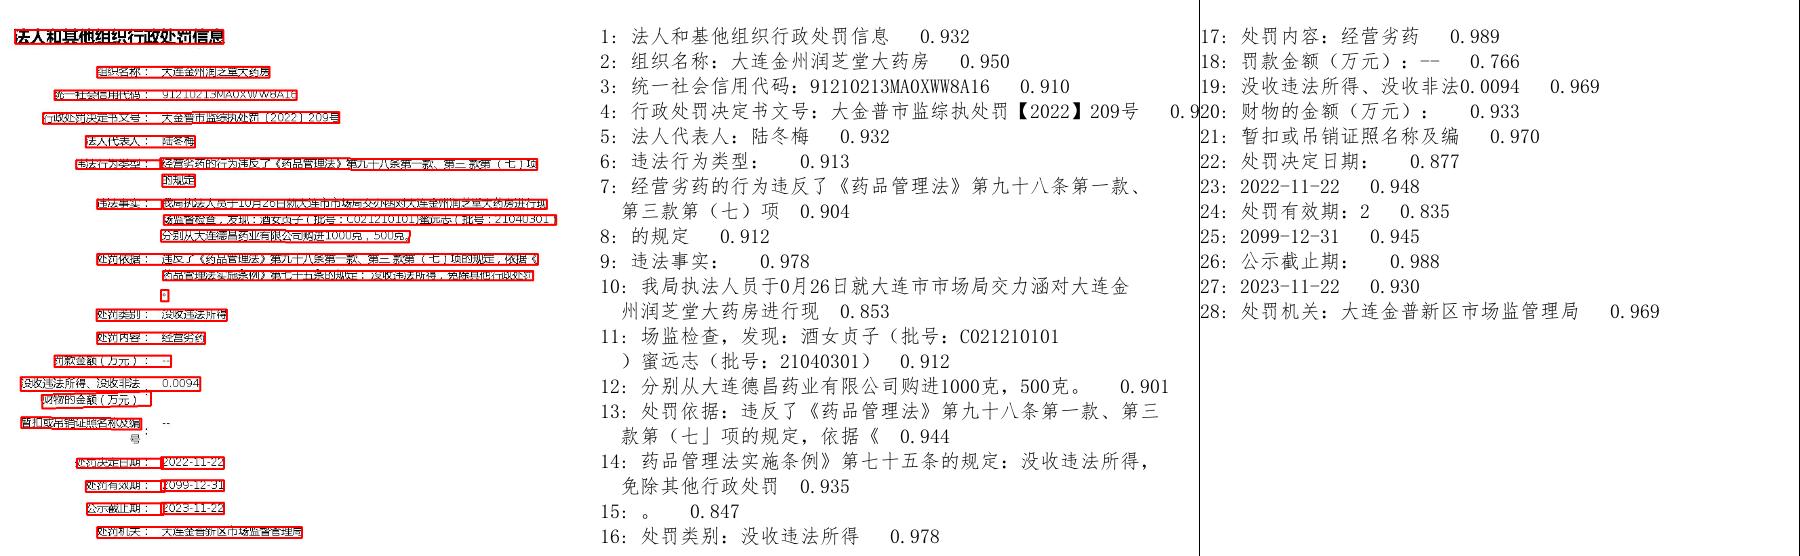 法人和其他组织行政处罚信息
组织名称： 大连金州润芝堂大药房
统一社会信用代码： 91210213MA0XWW8A16
行政处罚决定书文号： 大金普市监综执处罚〔2022〕209号
法人代表人： 陆冬梅
违法行为类型： 经营劣药的行为违反了《药品管理法》第九十八条第一款、第三款第（七）项
的规定
违法事实： 我局执法人员于10月26日就大连市市场局交办函对大连金州润芝堂大药房进行现
场监督检查，发现：酒女贞子（批号：C021210101)蜜远志（批号：21040301）
分别从大连德昌药业有限公司购进1000克，500克。
处罚依据： 违反了《药品管理法》第九十八条第一款、第三款第（七）项的规定，依据《
药品管理法实施条例》第七十五条的规定：没收违法所得，免除其他行政处罚
。
处罚类别： 没收违法所得
处罚内容： 经营劣药
罚款金额（万元）： --
没收违法所得、没收非法 0.0094
财物的金额（万元）：
暂扣或吊销证照名称及编 --
号：
处罚决定日期： 2022-11-22
处罚有效期： 2099-12-31
公示截止期： 2023-11-22
处罚机关： 大连金普新区市场监督管理局
1: 法人和基他组织行政处罚信息 0.932
2: 组织名称：大连金州润芝堂大药房 0.950
3: 统一社会信用代码：91210213MA0XWW8A16 0.910
4: 行政处罚决定书文号：大金普市监综执处罚【2022】209号 0.9
5: 法人代表人：陆冬梅 0.932
6: 违法行为类型： 0.913
7: 经营劣药的行为违反了《药品管理法》第九十八条第一款、
第三款第（七）项 0.904
8: 的规定 0.912
9: 违法事实： 0.978
10: 我局执法人员于0月26日就大连市市场局交力涵对大连金
州润芝堂大药房进行现 0.853
11: 场监检查，发现：酒女贞子（批号：C021210101
）蜜远志（批号：21040301） 0.912
12: 分别从大连德昌药业有限公司购进1000克，500克。 0.901
13: 处罚依据：违反了《药品管理法》第九十八条第一款、第三
款第（七」项的规定，依据《 0.944
14: 药品管理法实施条例》第七十五条的规定：没收违法所得，
免除其他行政处罚 0.935
15: 。 0.847
16: 处罚类别：没收违法所得 0.978
17: 处罚内容：经营劣药 0.989
18: 罚款金额（万元）：-- 0.766
19: 没收违法所得、没收非法0.0094 0.969
20: 财物的金额（万元）： 0.933
21: 暂扣或吊销证照名称及编 0.970
22: 处罚决定日期： 0.877
23: 2022-11-22 0.948
24: 处罚有效期：2 0.835
25: 2099-12-31 0.945
26: 公示截止期： 0.988
27: 2023-11-22 0.930
28: 处罚机关：大连金普新区市场监管理局 0.969